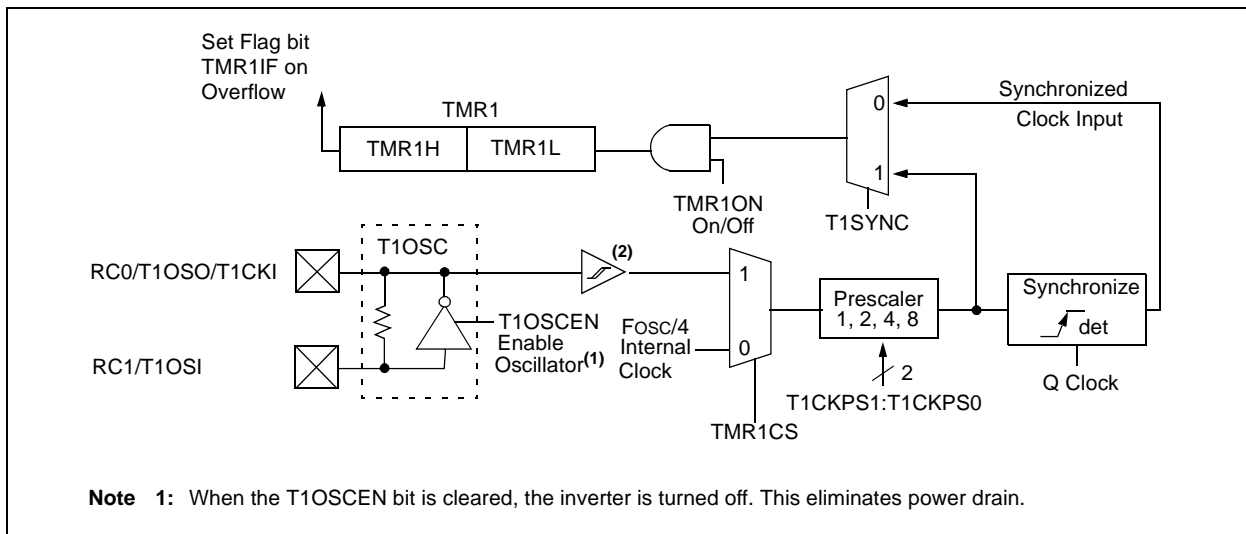 Set Flag bit
TMR1IF on
Overflow
TMR1
TMR1H
TMR1L
TMR1ON
On/Off
0
1
T1SYNC
Synchronized
Clock Input
T1OSC
RC0/T1OSO/T1CKI
RC1/T1OSI
T1OSCEN
Enable
Oscillator(1)
(2)
FOSC/4
Internal
Clock
1
0
TMR1CS
Prescaler
1, 2, 4, 8
2
T1CKPS1:T1CKPS0
Synchronize
det
Q Clock
Note 1: When the T1OSCEN bit is cleared, the inverter is turned off. This eliminates power drain.